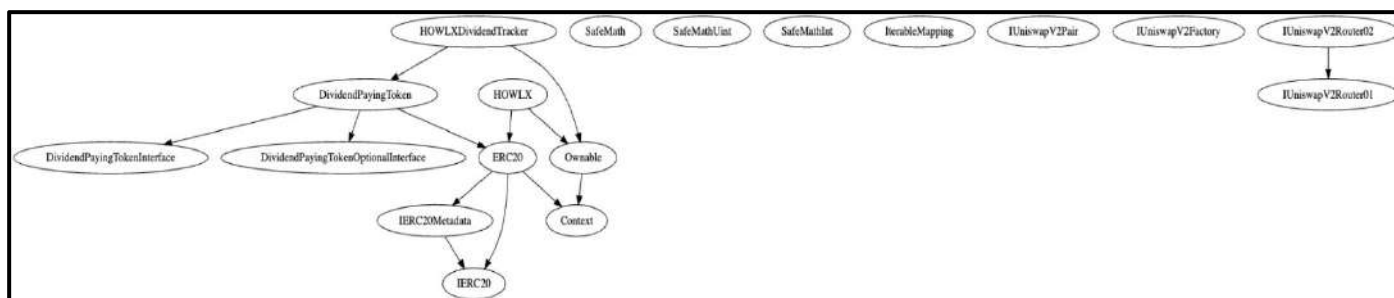 HOWLXDividendTracker
SafeMath
SafeMathUint
SafeMathInt
IterableMapping
IUniswapV2Pair
IUniswapV2Factory
IUniswapV2Router02
DividendPayingToken
HOWLX
IUniswapV2Router01
DividendPayingTokenInterface
DividendPayingTokenOptionalInterface
ERC20
Ownable
IERC20Metadata
Context
IERC20